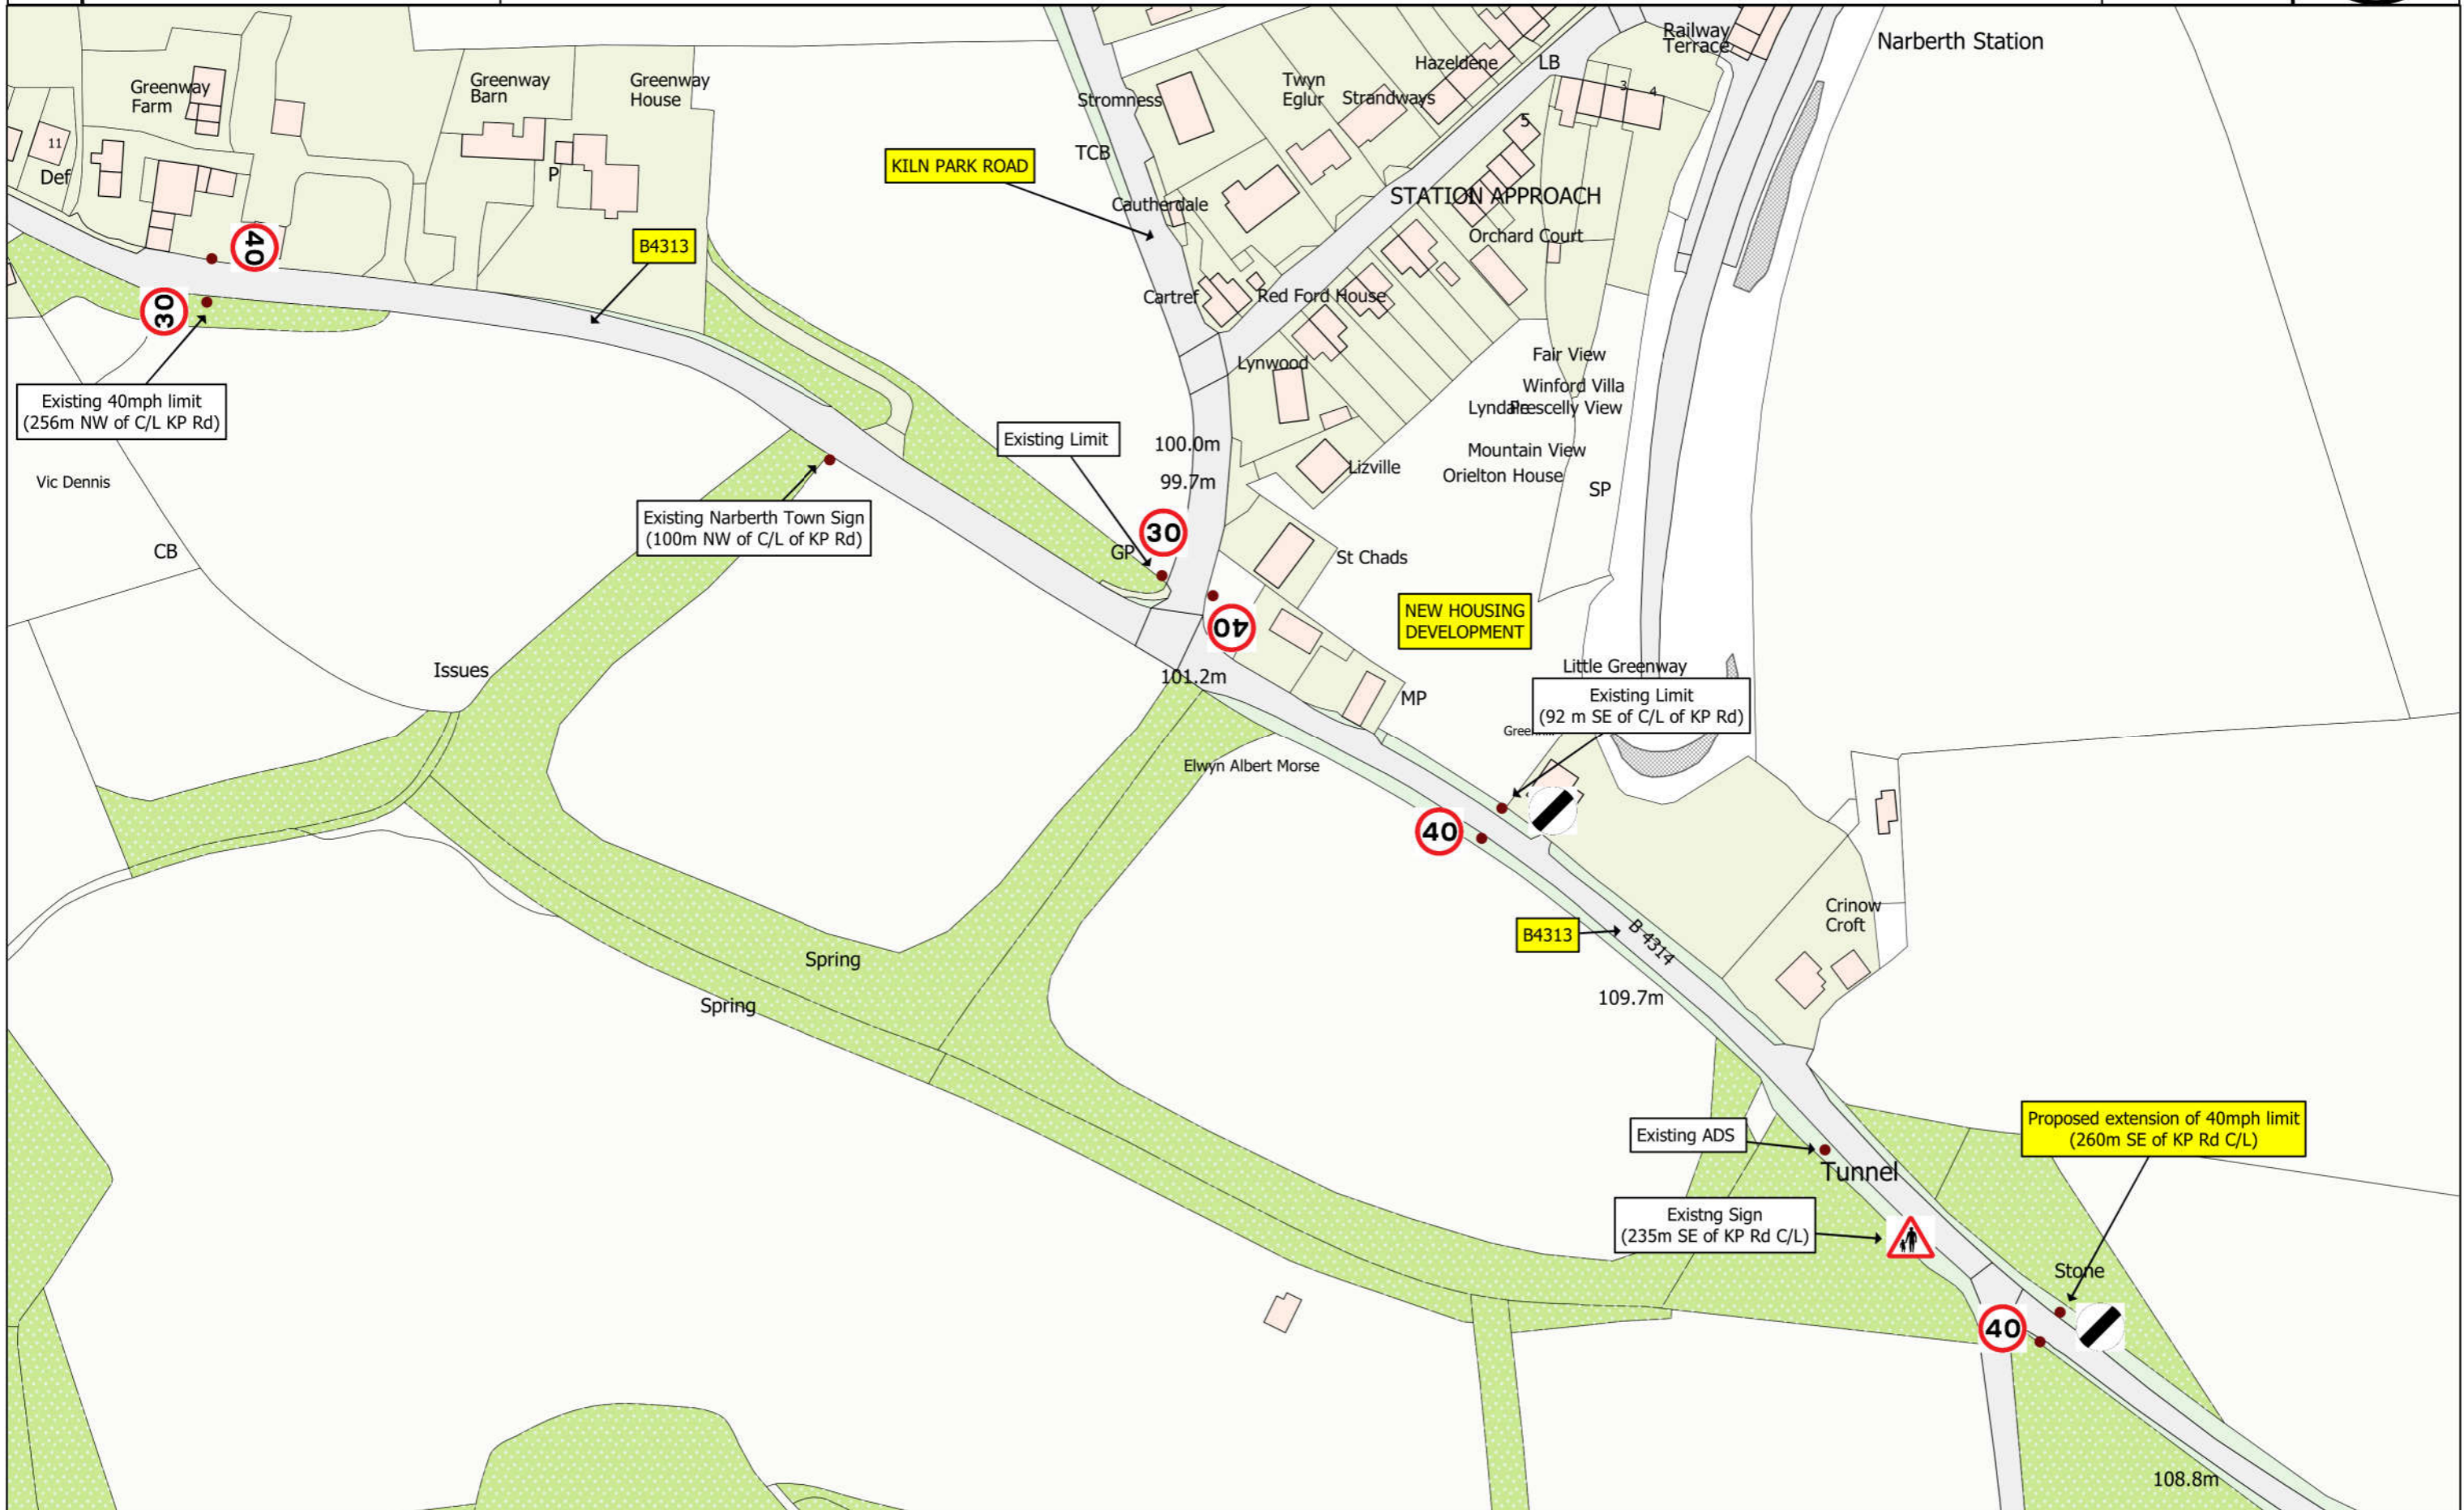 Narberth Station
Railway
Terrace
Hazeldene
LB
Greenway
Farm
Greenway
Barn
Greenway
House
Twyn
Eglur
Strandways
Stromness
3
4
5
11
Def
P
TCB
KILN PARK ROAD
STATION APPROACH
Cautherdale
Orchard Court
40
B4313
30
Cartref
Red Ford House
Lynwood
Fair View
Winford Villa
Lyndale
Prescelly View
Existing 40mph limit
(256m NW of C/L KP Rd)
Existing Limit
100.0m
99.7m
Lizville
Mountain View
Orielton House
SP
Vic Dennis
Existing Narberth Town Sign
(100m NW of C/L of KP Rd)
30
GP
CB
St Chads
NEW HOUSING
DEVELOPMENT
40
Issues
101.2m
MP
Little Greenway
Existing Limit
(92 m SE of C/L of KP Rd)
Elwyn Albert Morse
40
Crinow
Croft
B4313
B 4314
Spring
Spring
109.7m
Existing ADS
Tunnel
Proposed extension of 40mph limit
(260m SE of KP Rd C/L)
Existng Sign
(235m SE of KP Rd C/L)
Stone
40
108.8m